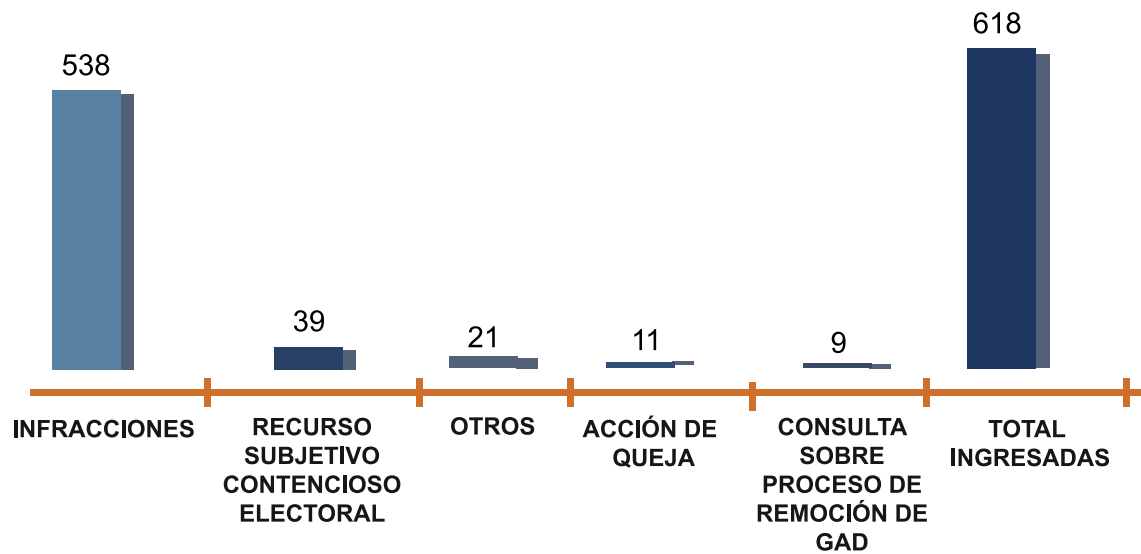 538
39
21
11
9
618
INFRACCIONES
RECURSO
SUBJETIVO
CONTENCIOSO
ELECTORAL
OTROS
ACCIÓN DE
QUEJA
CONSULTA
SOBRE
PROCESO DE
REMOCIÓN DE
GAD
TOTAL
INGRESADAS